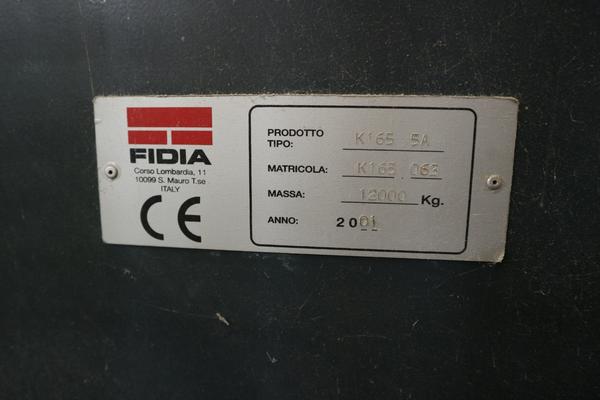 FIDIA
Corso Lombardia, 11
10099 S. Mauro T.se
ITALY
CE
PRODOTTO TIPO: K165 5A
MATRICOLA: K165 063
MASSA: 12000 Kg.
ANNO: 2001